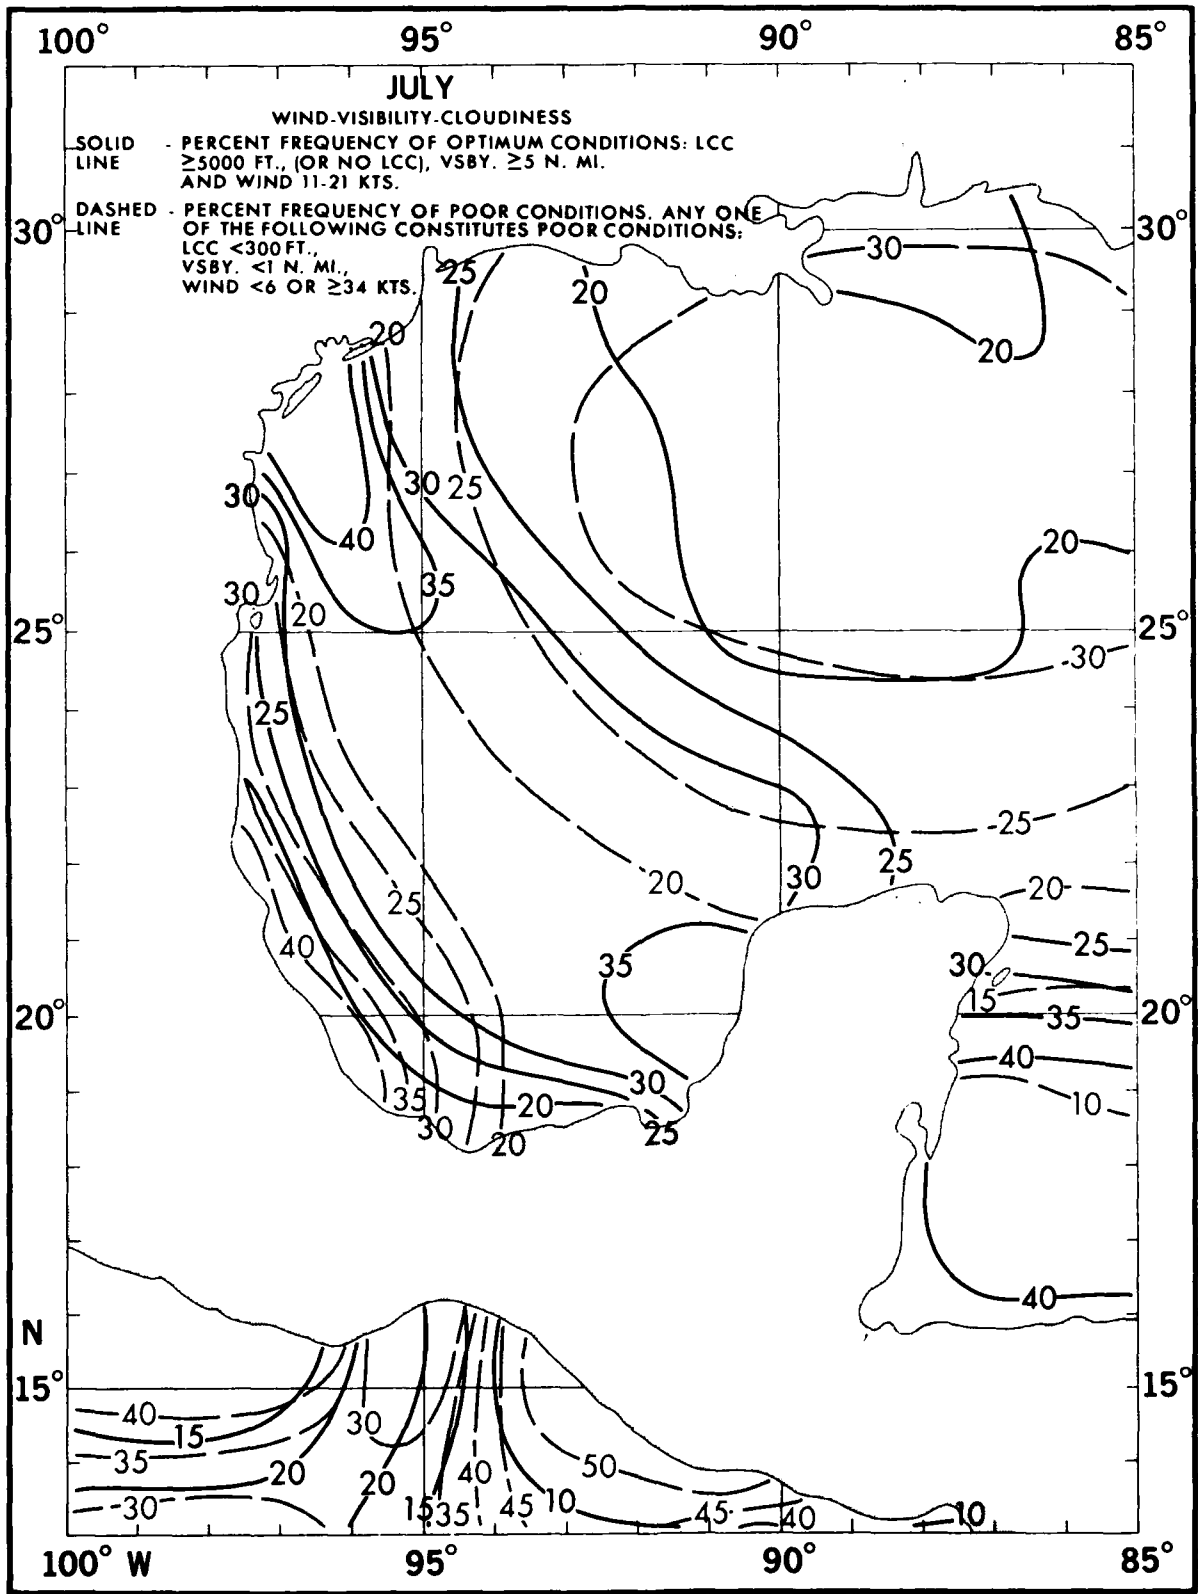 100° 95° 90° 85°
JULY
WIND-VISIBILITY-CLOUDINESS
SOLID - PERCENT FREQUENCY OF OPTIMUM CONDITIONS: LCC
LINE ≥5000 FT., (OR NO LCC), VSBY. ≥5 N. MI.
AND WIND 11-21 KTS.
DASHED - PERCENT FREQUENCY OF POOR CONDITIONS. ANY ONE
LINE OF THE FOLLOWING CONSTITUTES POOR CONDITIONS:
LCC <300 FT.,
VSBY. <1 N. MI.,
WIND <6 OR ≥34 KTS.
30° 30°
30
25 20
20 20
30 25
30
40 20
35
30 20
25° 25°
30
25
25
25
30
20 20
25
40 25
35 30
15
20° 35 20°
40
30
35 20 10
30 20 25
40
N
15° 15°
40 30
15
35 50
20 20 40
30 15 35 45 10 45 40 10
100° W 95° 90° 85°